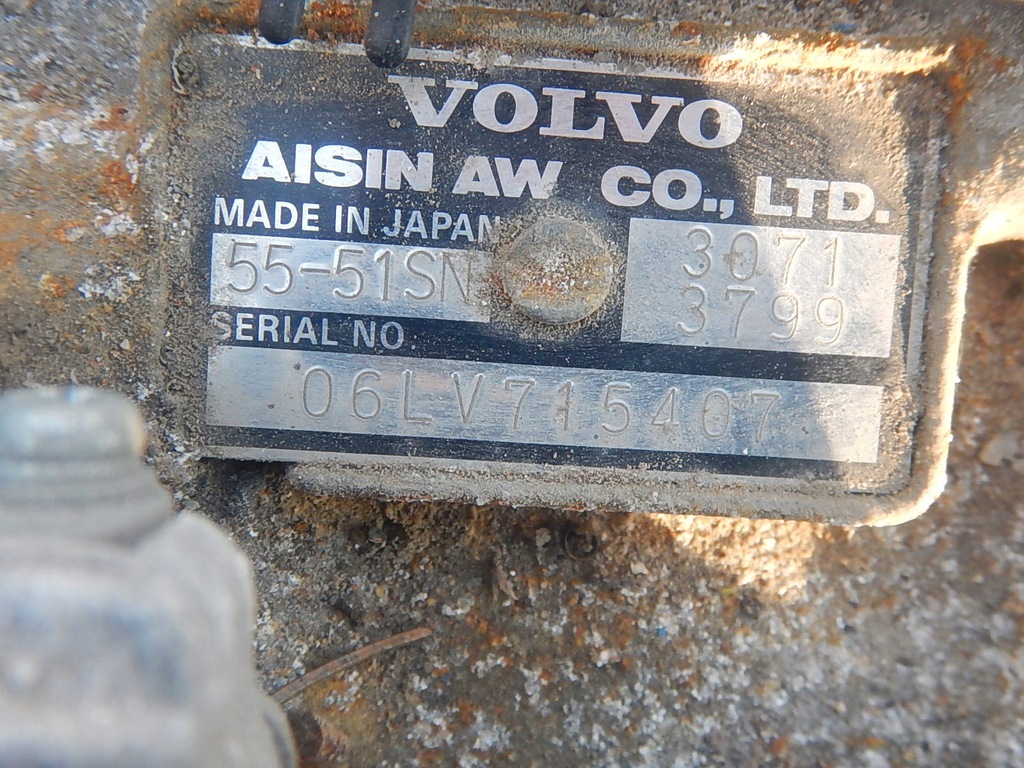 VOLVO
AISIN AW CO., LTD.
MADE IN JAPAN
55-51SN 3071
3799
SERIAL NO.
06LV715407